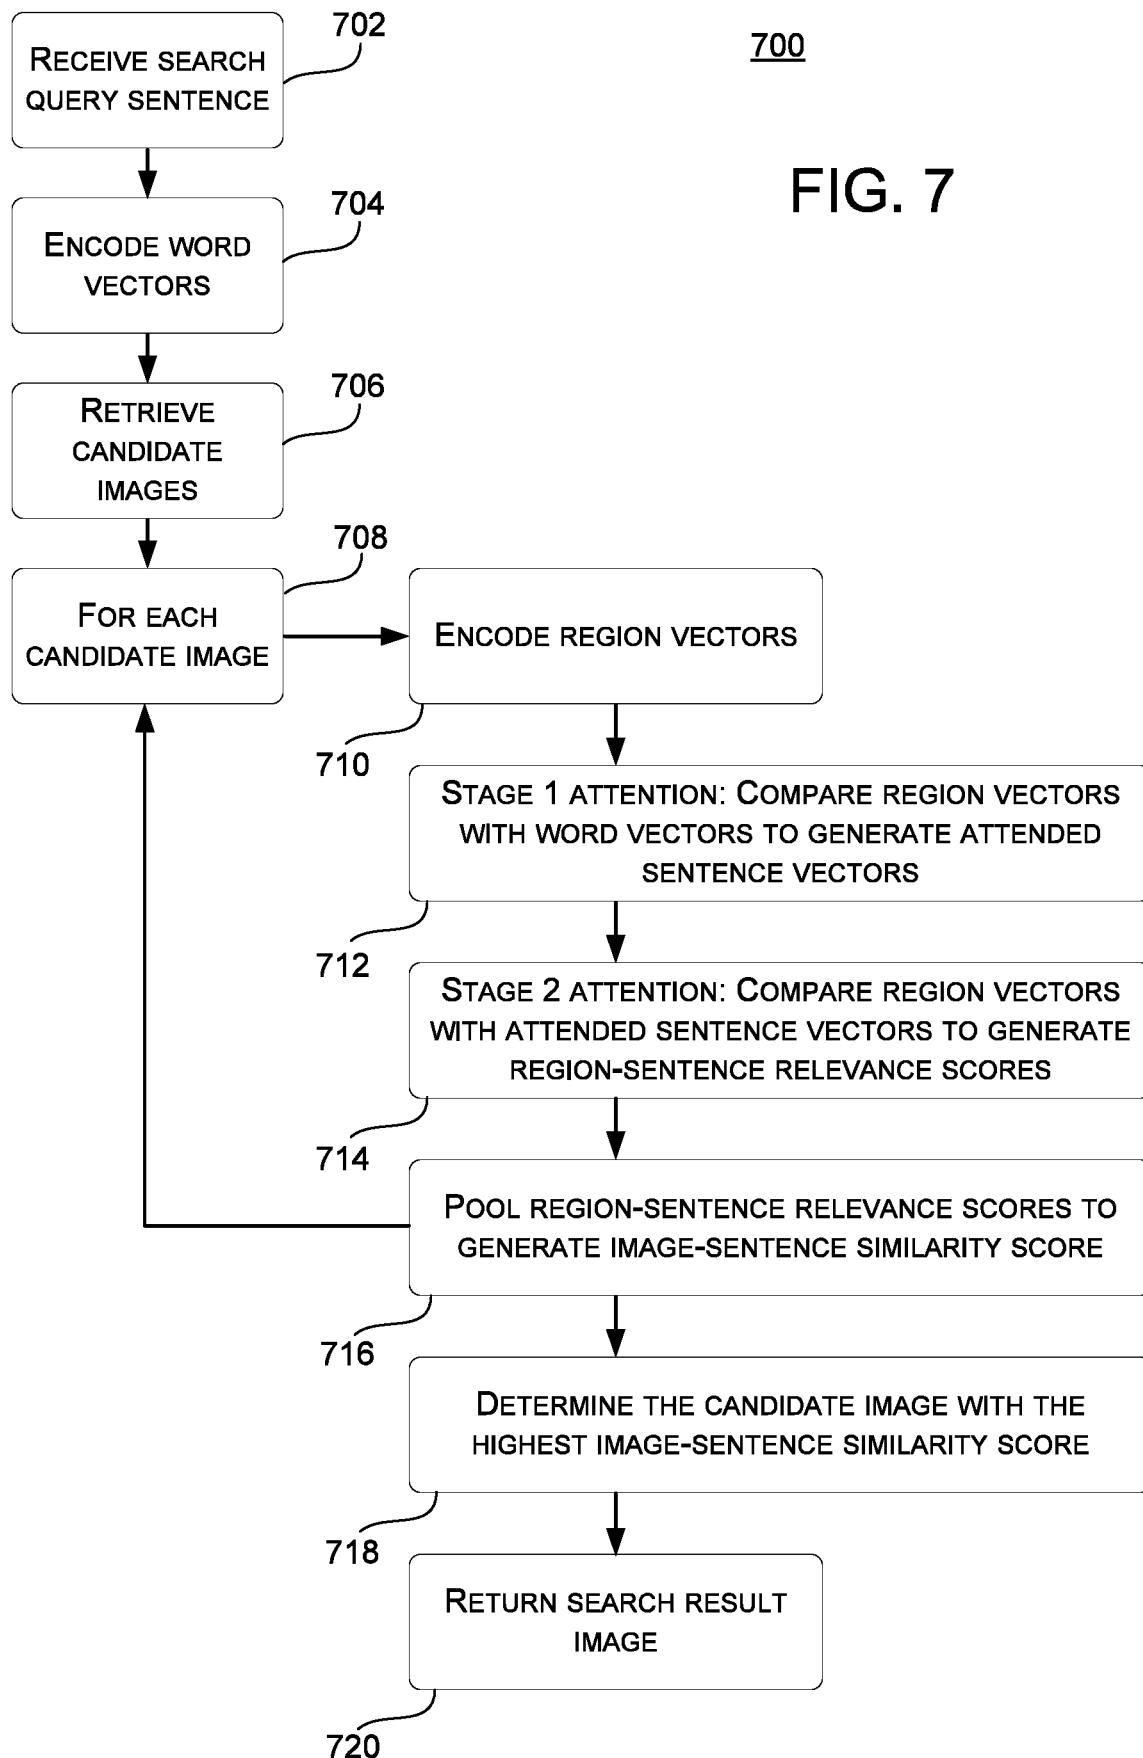 702
700
RECEIVE SEARCH
QUERY SENTENCE
FIG. 7
704
ENCODE WORD
VECTORS
706
RETRIEVE
CANDIDATE
IMAGES
708
FOR EACH
CANDIDATE IMAGE
ENCODE REGION VECTORS
710
STAGE 1 ATTENTION: COMPARE REGION VECTORS
WITH WORD VECTORS TO GENERATE ATTENDED
SENTENCE VECTORS
712
STAGE 2 ATTENTION: COMPARE REGION VECTORS
WITH ATTENDED SENTENCE VECTORS TO GENERATE
REGION-SENTENCE RELEVANCE SCORES
714
POOL REGION-SENTENCE RELEVANCE SCORES TO
GENERATE IMAGE-SENTENCE SIMILARITY SCORE
716
DETERMINE THE CANDIDATE IMAGE WITH THE
HIGHEST IMAGE-SENTENCE SIMILARITY SCORE
718
RETURN SEARCH RESULT
IMAGE
720